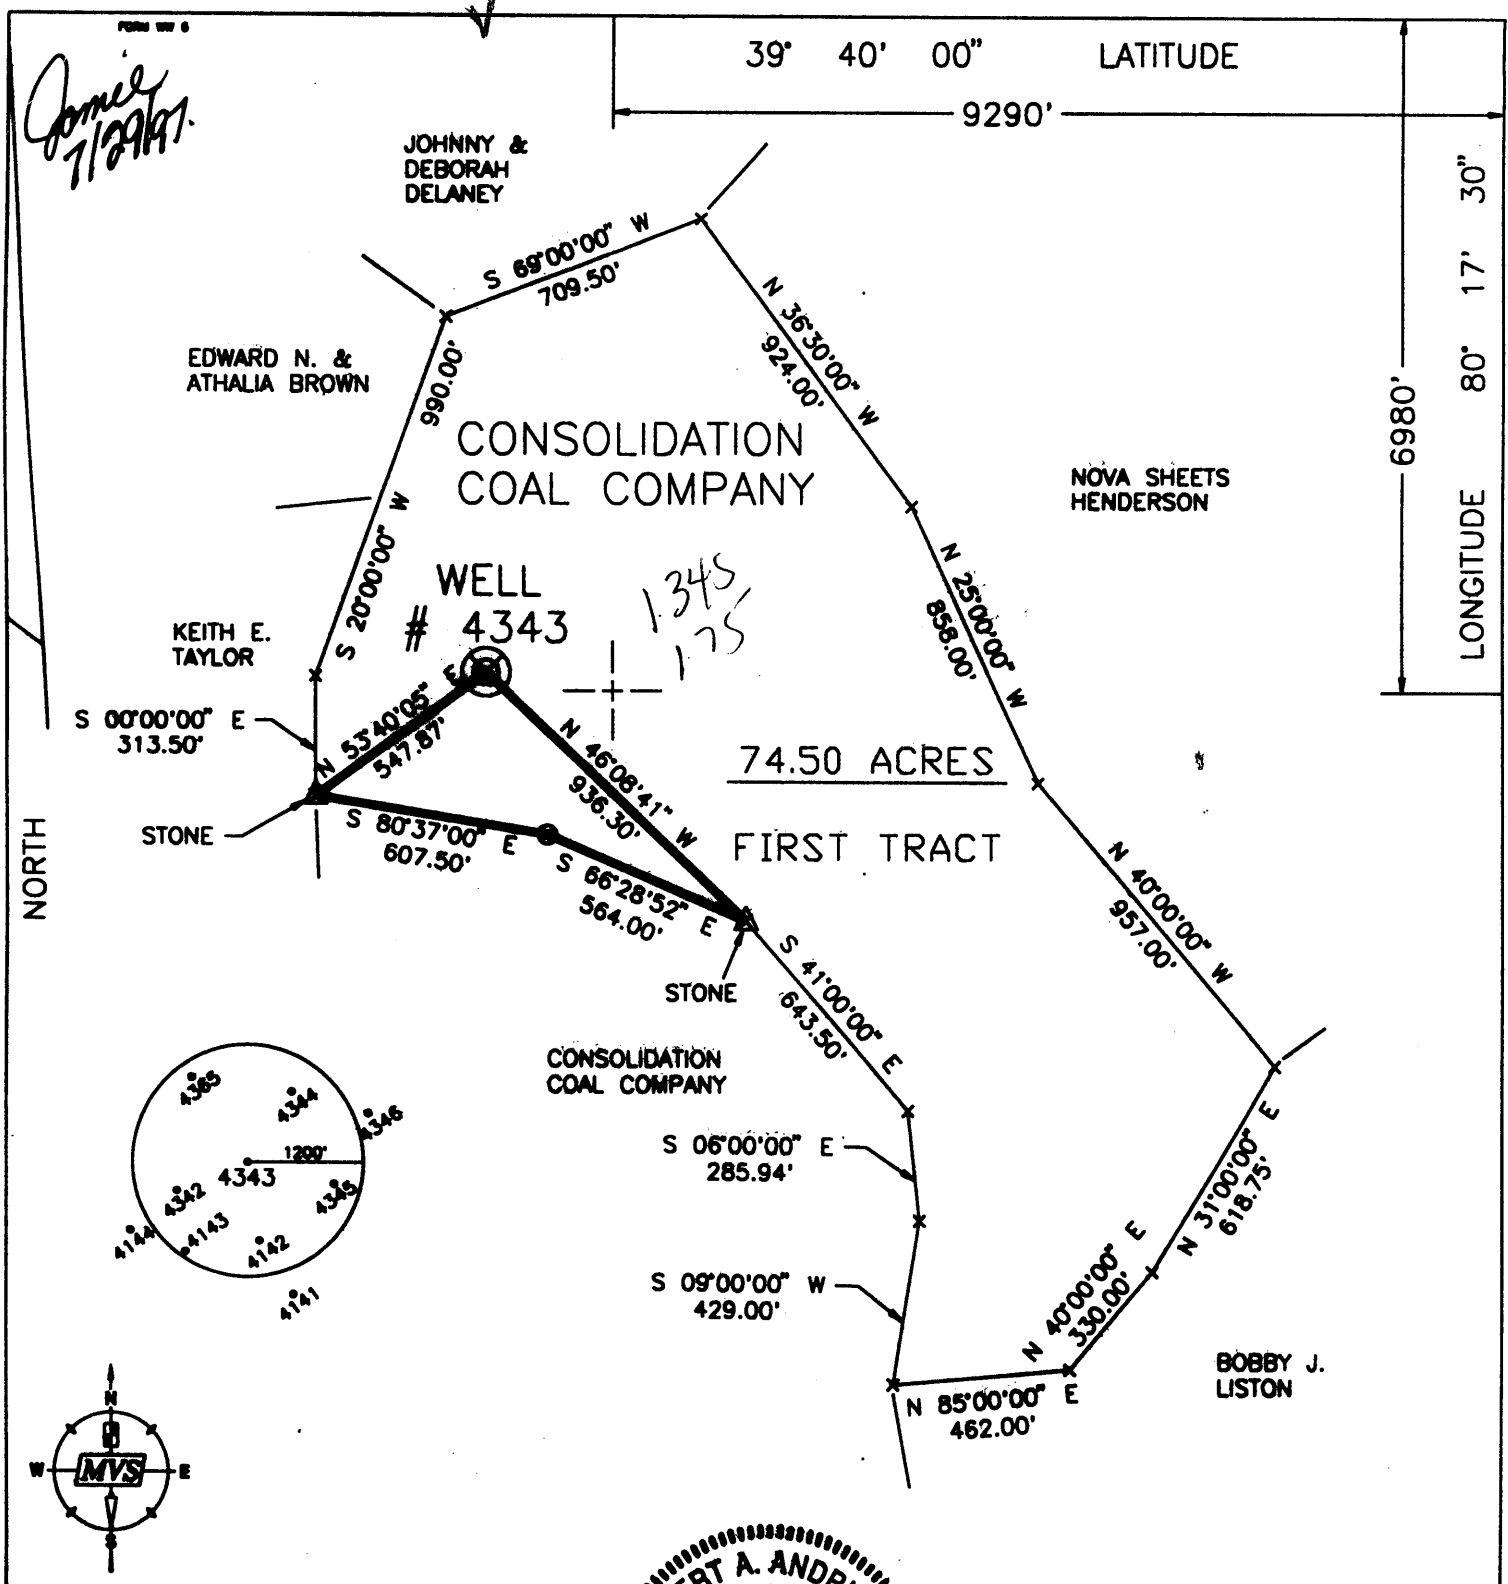 FORM WW 6
Jamie
7/29/97.
39° 40' 00" LATITUDE
9290'
LONGITUDE 80° 17' 30"
6980'
JOHNNY &
DEBORAH
DELANEY
S 69°00'00" W
709.50'
N 36°30'00" W
924.00'
EDWARD N. &
ATHALIA BROWN
990.00'
S 20°00'00" W
CONSOLIDATION
COAL COMPANY
NOVA SHEETS
HENDERSON
N 25°00'00" W
858.00'
WELL
# 4343
1.345
1.75
KEITH E.
TAYLOR
S 00°00'00" E
313.50'
N 53°40'05" E
547.87'
N 46°08'41" W
936.30'
74.50 ACRES
FIRST TRACT
STONE
S 80°37'00" E
607.50'
S 66°28'52" E
564.00'
NORTH
N 40°00'00" W
957.00'
STONE
S 41°00'00" E
643.50'
CONSOLIDATION
COAL COMPANY
S 06°00'00" E
285.94'
S 09°00'00" W
429.00'
N 31°00'00" E
618.75'
N 40°00'00" E
330.00'
N 85°00'00" E
462.00'
BOBBY J.
LISTON
4365
4344
4346
1200'
4343
4342
4345
4144
4143
4142
4141
N
W MVS E
S
A.